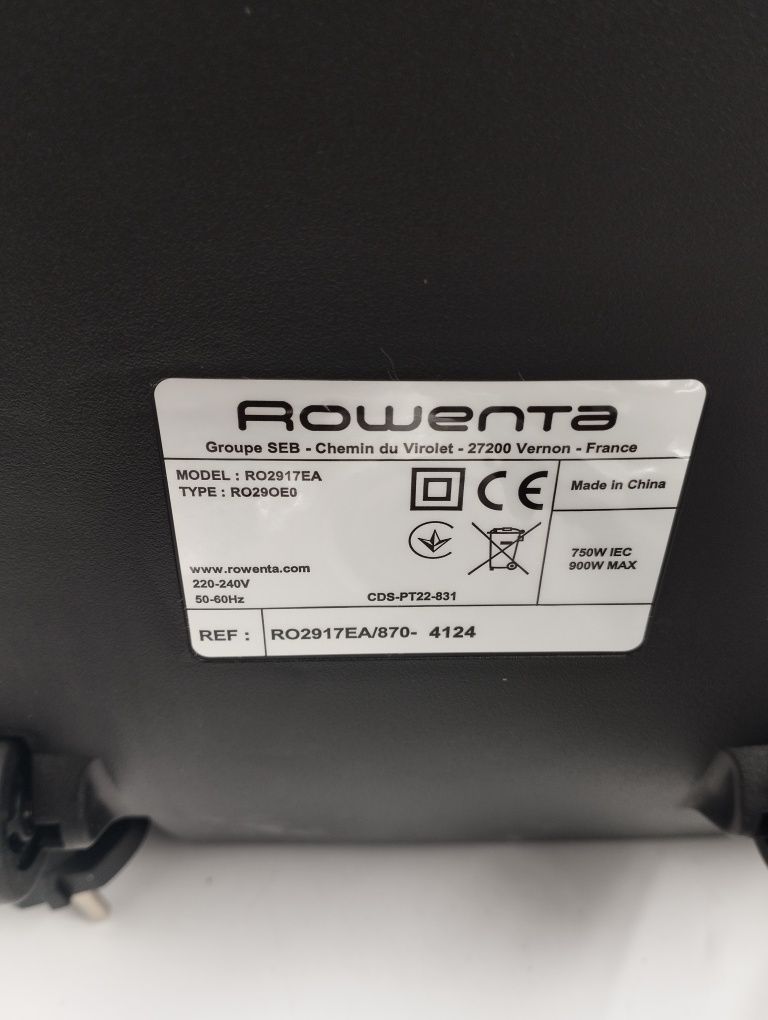 Rowenta
Groupe SEB - Chemin du Virolet - 27200 Vernon - France
MODEL : RO2917EA
TYPE : RO29OE0
CE
Made in China
750W IEC
900W MAX
www.rowenta.com
220-240V
50-60Hz
CDS-PT22-831
REF : RO2917EA/870- 4124